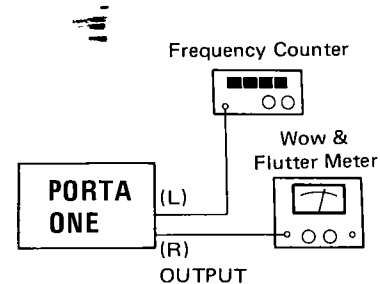 Frequency Counter
Wow &
Flutter Meter
PORTA
ONE
(L)
(R)
OUTPUT